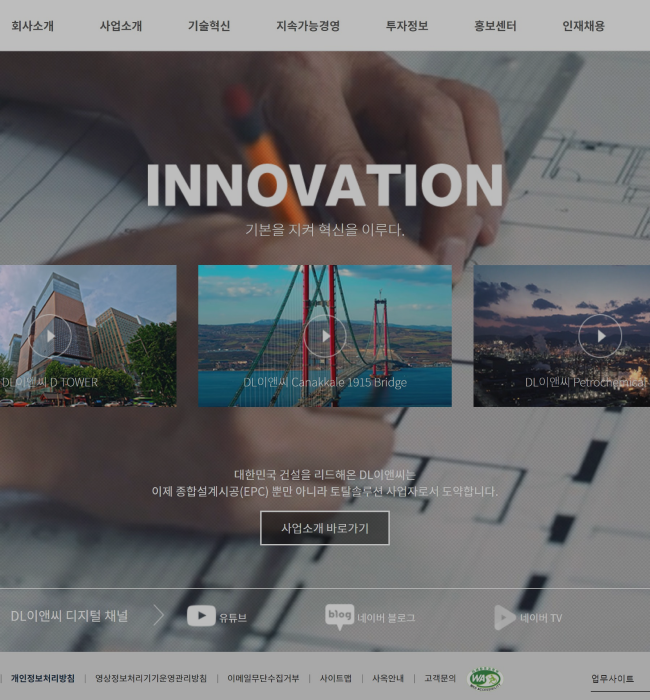 회사소개 사업소개 기술혁신 지속가능경영 투자정보 홍보센터 인재채용
INNOVATION
기본을 지켜 혁신을 이루다.
DL이앤씨 D TOWER
DL이앤씨 Canakkale 1915 Bridge
DL이앤씨 Petrochemical
대한민국 건설을 리드해온 DL이앤씨는
이제 종합설계시공(EPC) 뿐만 아니라 토탈솔루션 사업자로서 도약합니다.
사업소개 바로가기
DL이앤씨 디지털 채널 유튜브 blog 네이버 블로그 네이버 TV
개인정보처리방침 영상정보처리기기운영관리방침 이메일무단수집거부 사이트맵 사옥안내 고객문의 WA 업무사이트